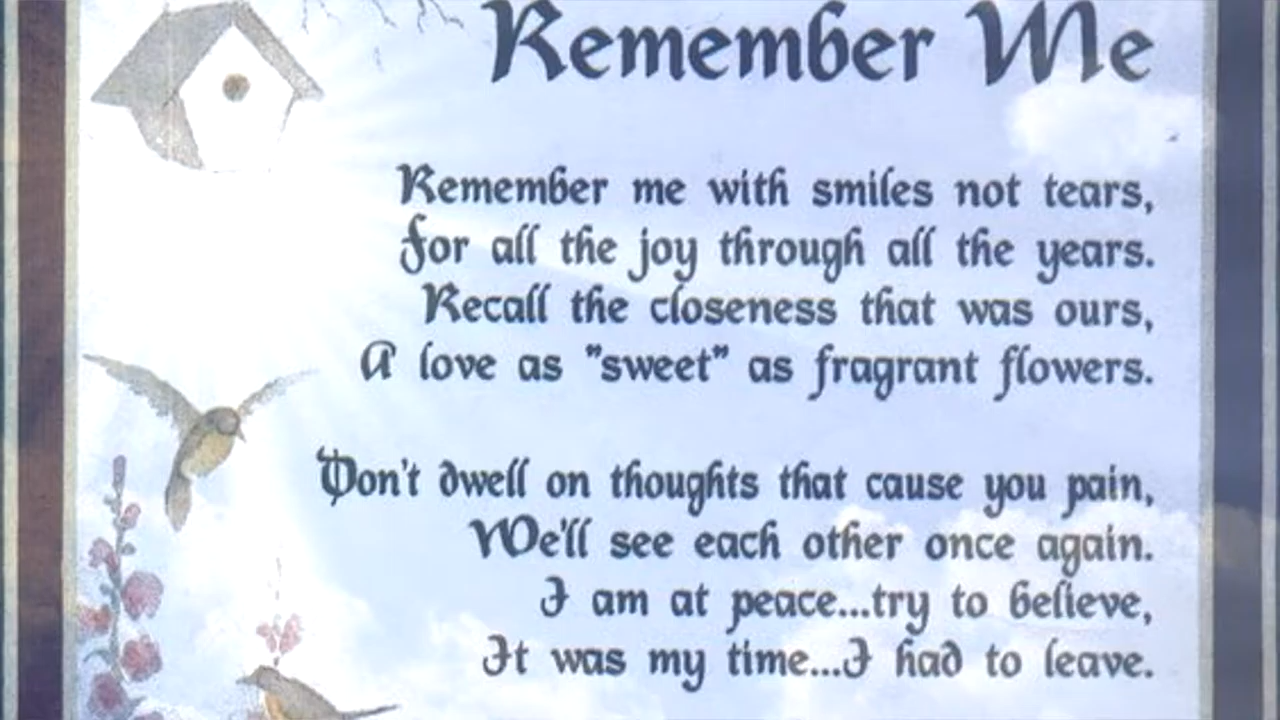 Remember Me
Remember me with smiles not tears,
for all the joy through all the years.
Recall the closeness that was ours,
A love as "sweet" as fragrant flowers.
Don't dwell on thoughts that cause you pain,
We'll see each other once again.
I am at peace...try to believe,
It was my time...I had to leave.